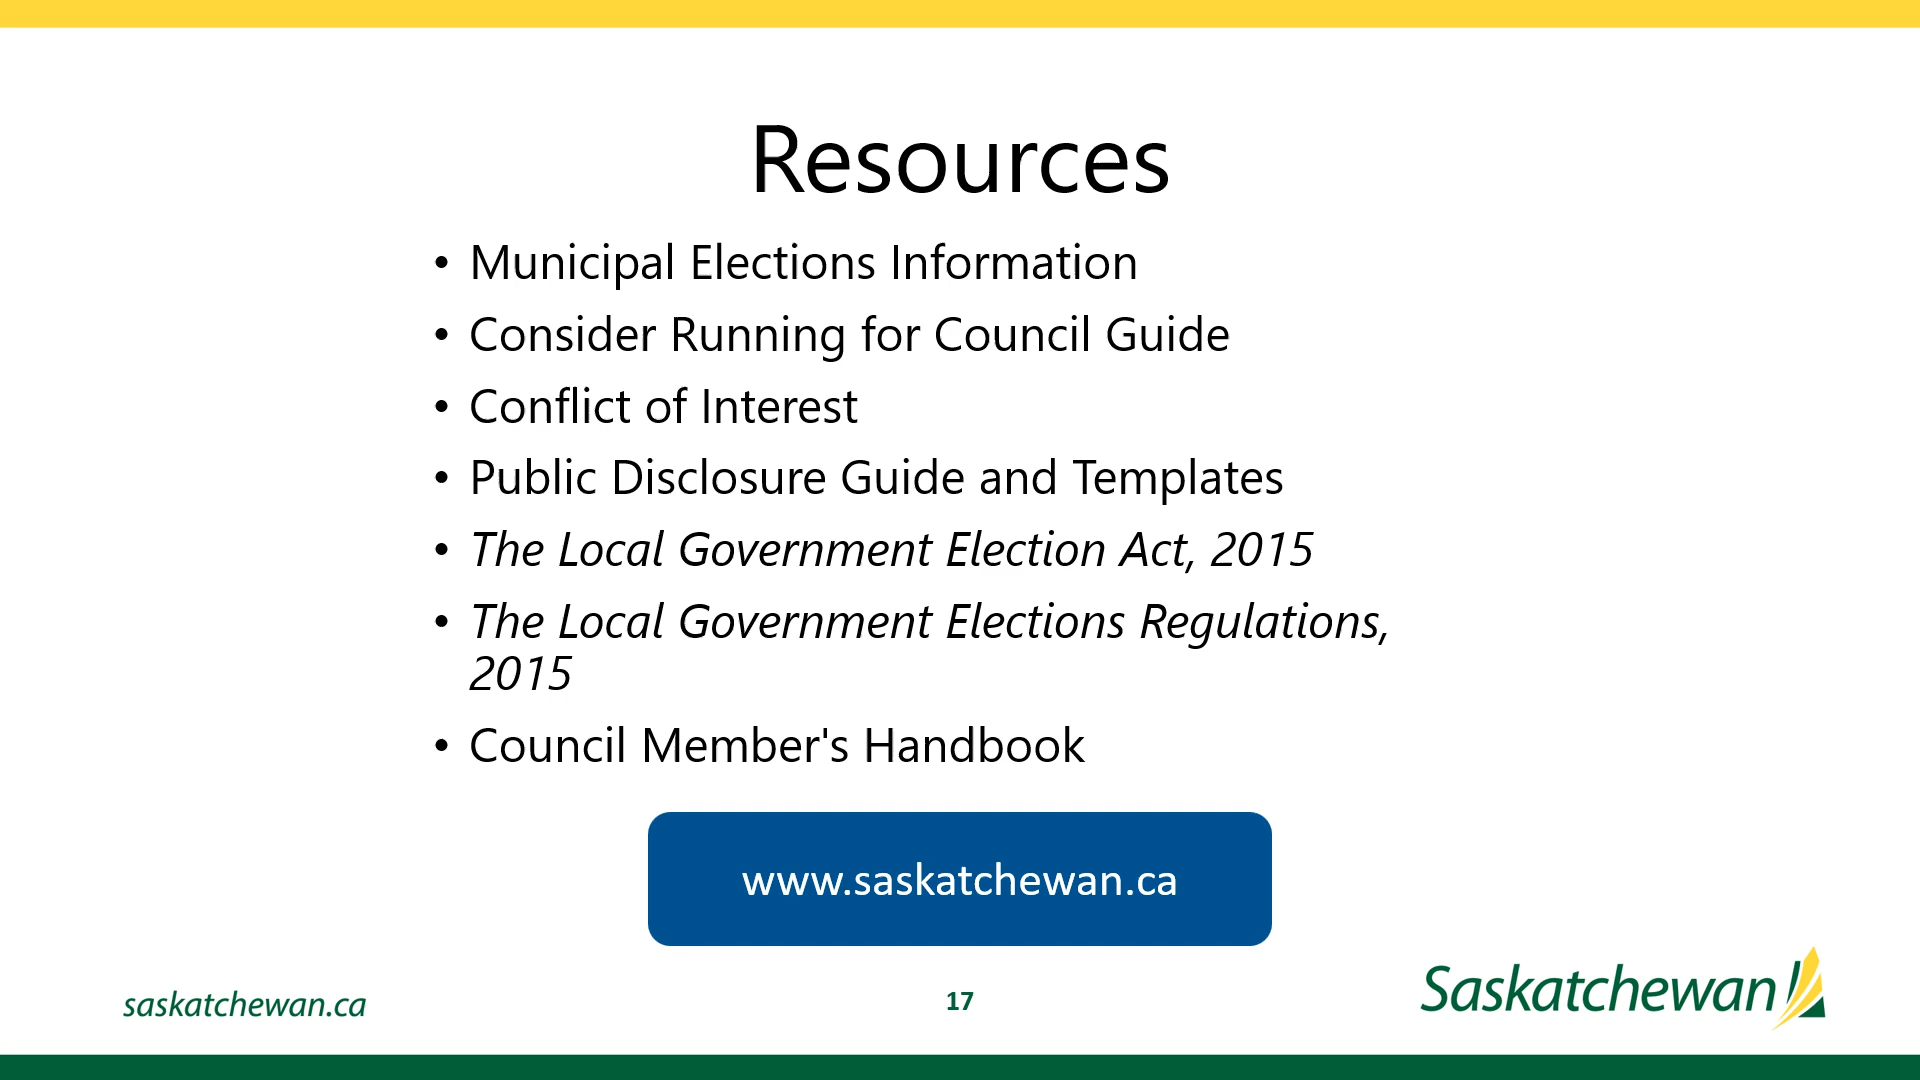 Resources
• Municipal Elections Information
• Consider Running for Council Guide
• Conflict of Interest
• Public Disclosure Guide and Templates
• The Local Government Election Act, 2015
• The Local Government Elections Regulations,
2015
• Council Member's Handbook
www.saskatchewan.ca
saskatchewan.ca
17
Saskatchewan